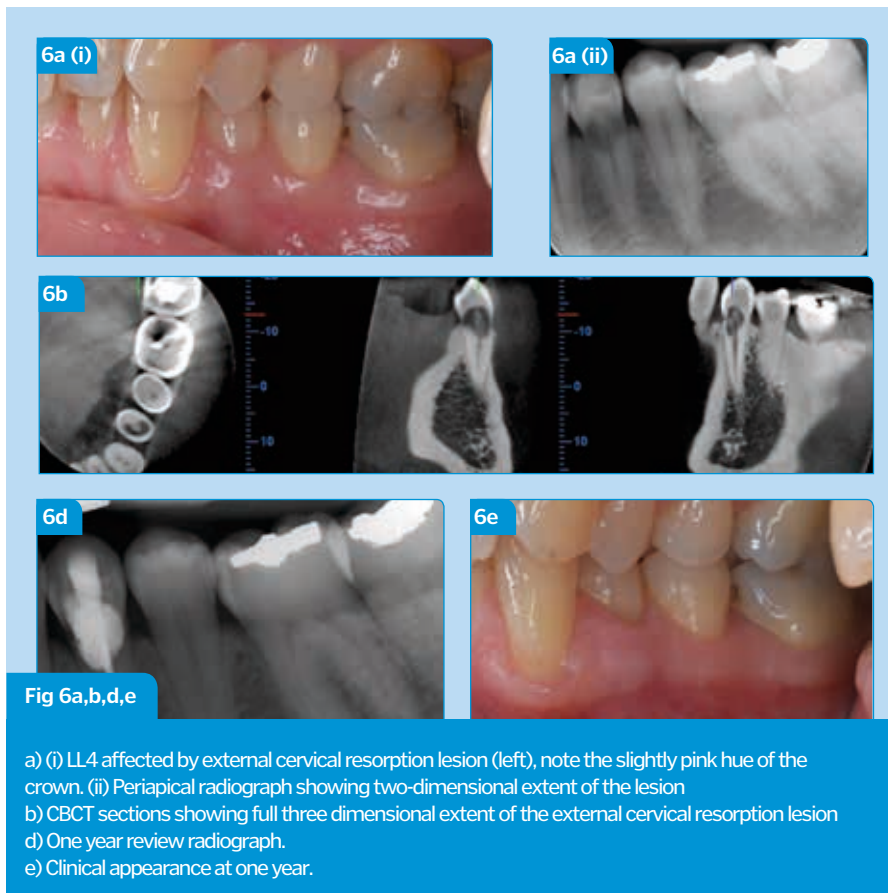 6a (i)
6a (ii)
6b
-10
0
10
-10
0
10
6d
6e
Fig 6a,b,d,e
a) (i) LL4 affected by external cervical resorption lesion (left), note the slightly pink hue of the
crown. (ii) Periapical radiograph showing two-dimensional extent of the lesion
b) CBCT sections showing full three dimensional extent of the external cervical resorption lesion
d) One year review radiograph.
e) Clinical appearance at one year.